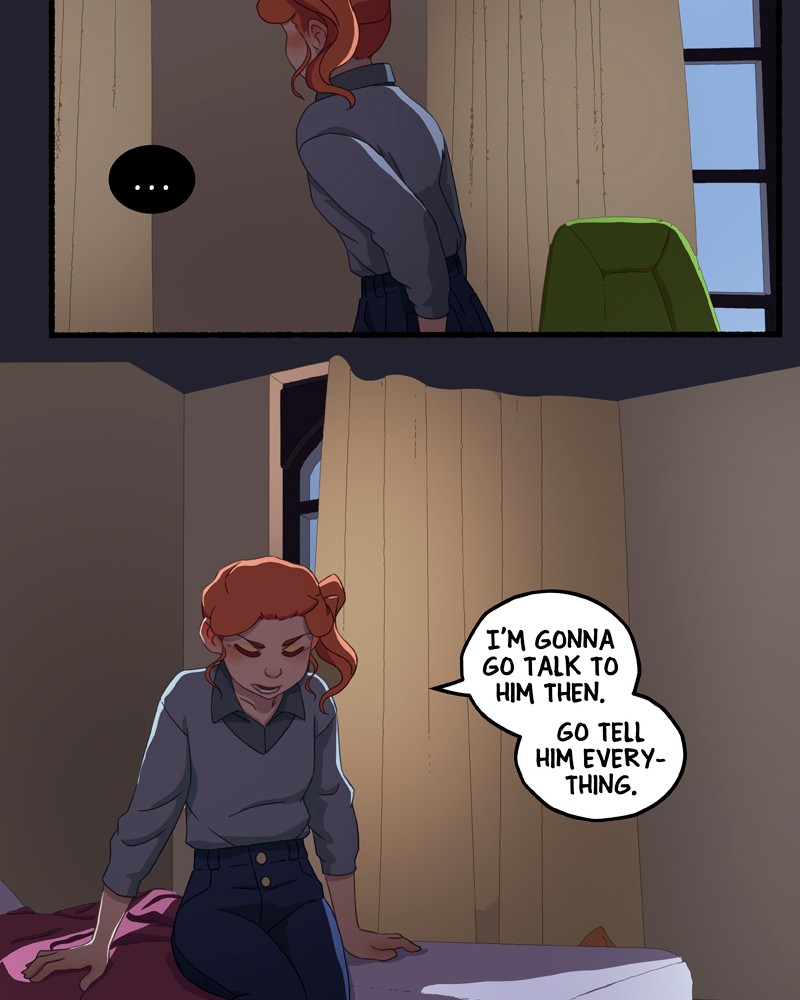 ...
I'M GONNA
GO TALK TO
HIM THEN.
GO TELL
HIM EVERY-
THING.